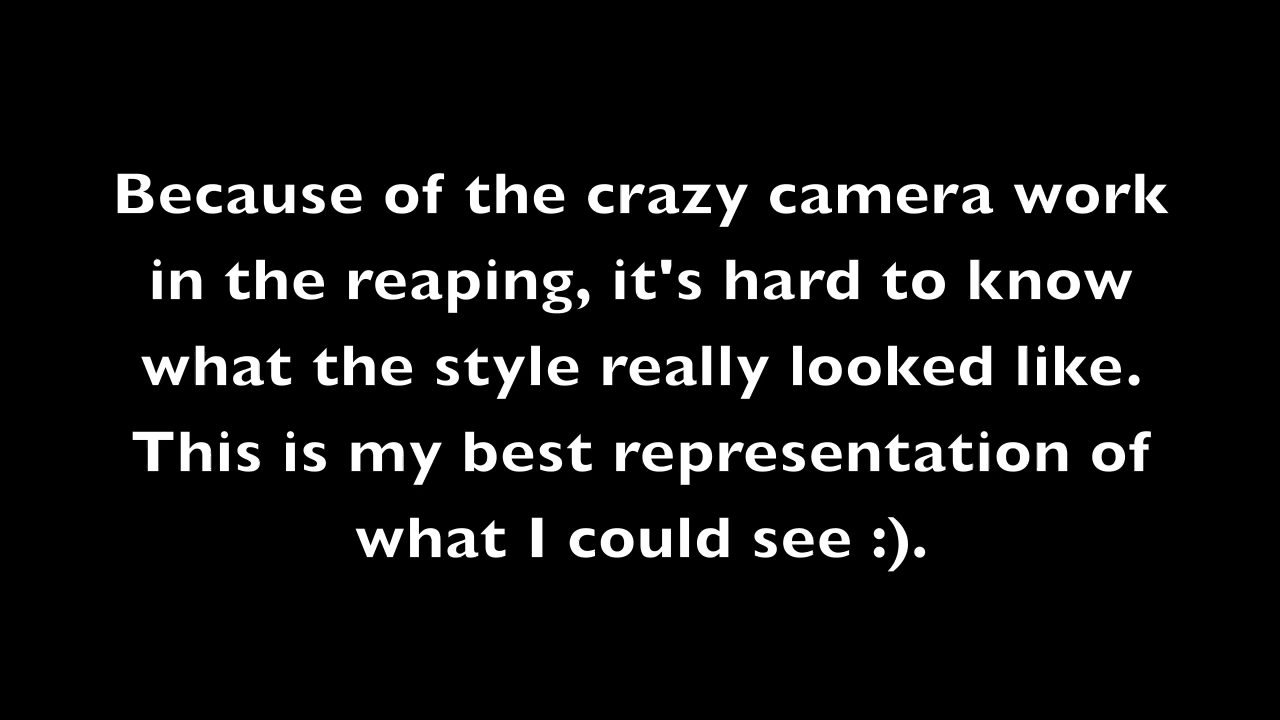 Because of the crazy camera work
in the reaping, it's hard to know
what the style really looked like.
This is my best representation of
what I could see :).